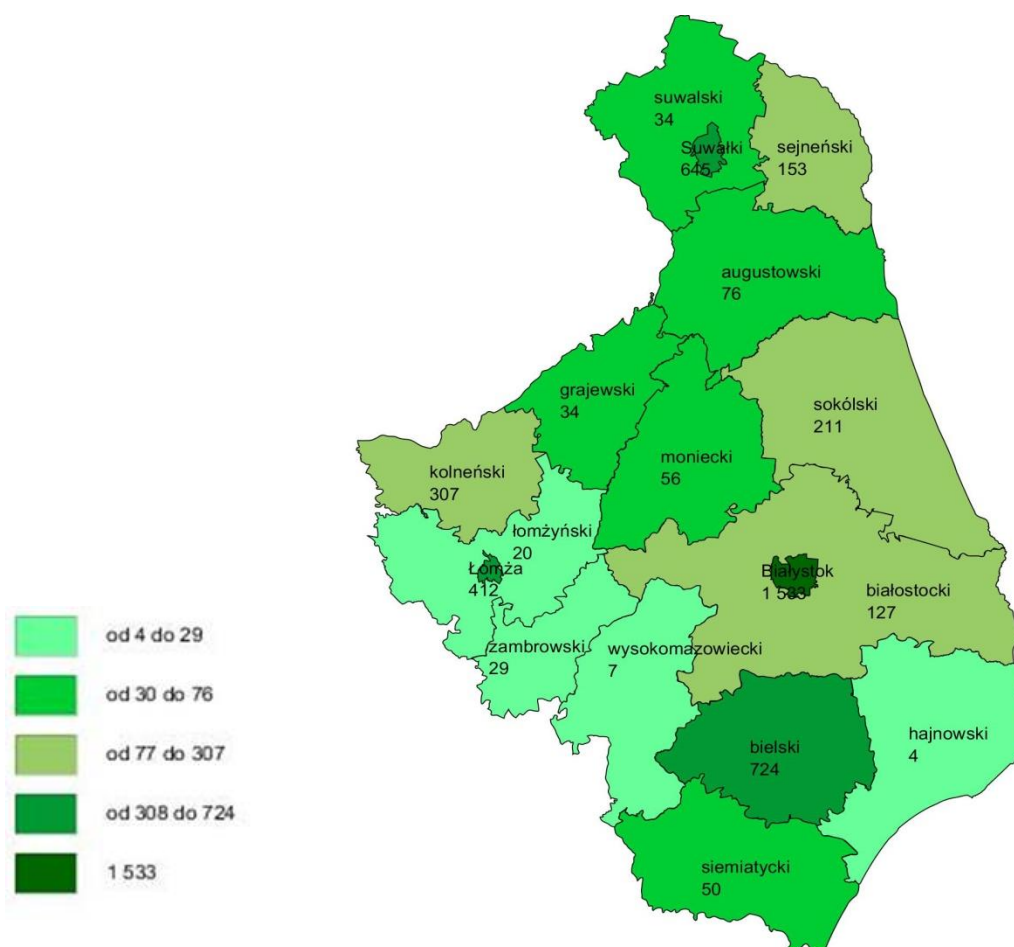 suwalski
34
Suwałki
645
sejneński
153
augustowski
76
grajewski
34
sokólski
211
moniecki
56
kolneński
307
łomżyński
20
Łomża
412
Białystok
1 533
białostocki
127
zambrowski
29
wysokomazowiecki
7
bielski
724
hajnowski
4
siemiatycki
50
od 4 do 29
od 30 do 76
od 77 do 307
od 308 do 724
1 533